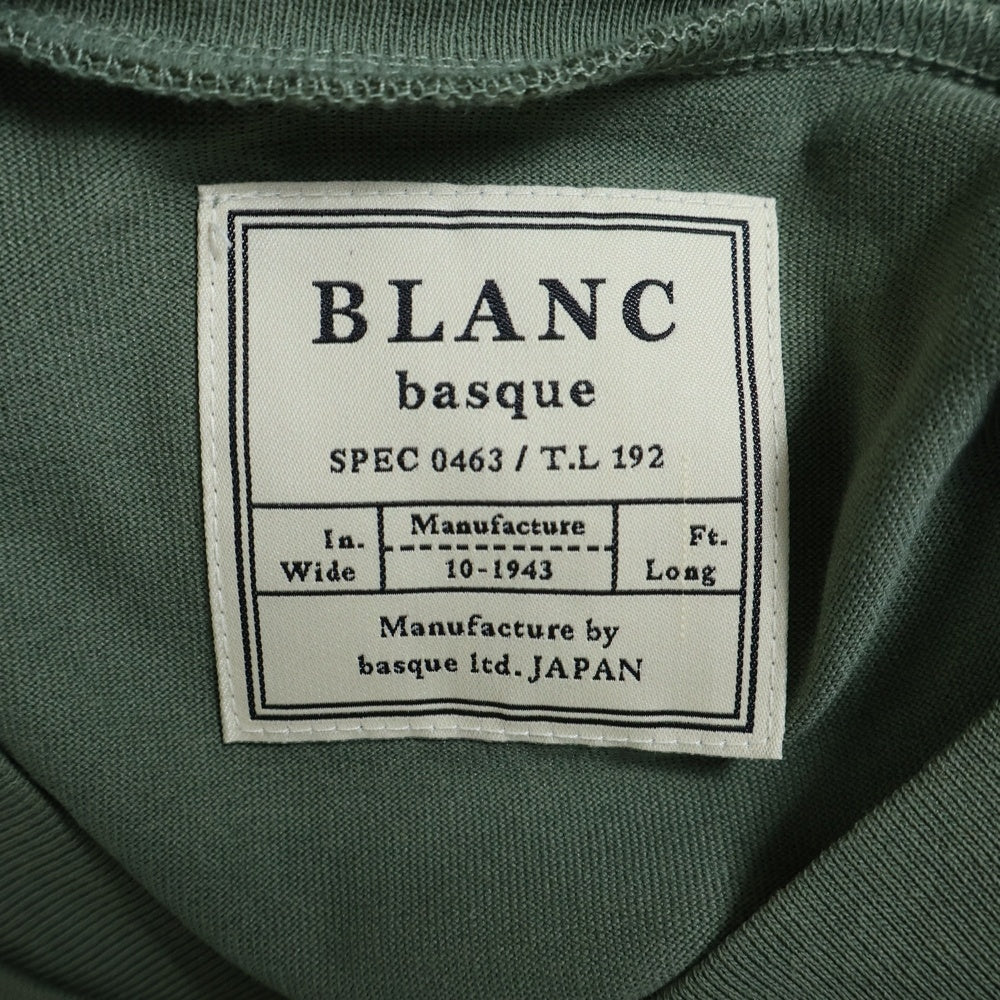 BLANC
basque
SPEC 0463 / T.L 192
In. Wide
Manufacture
10-1943
Ft. Long
Manufacture by
basque ltd. JAPAN